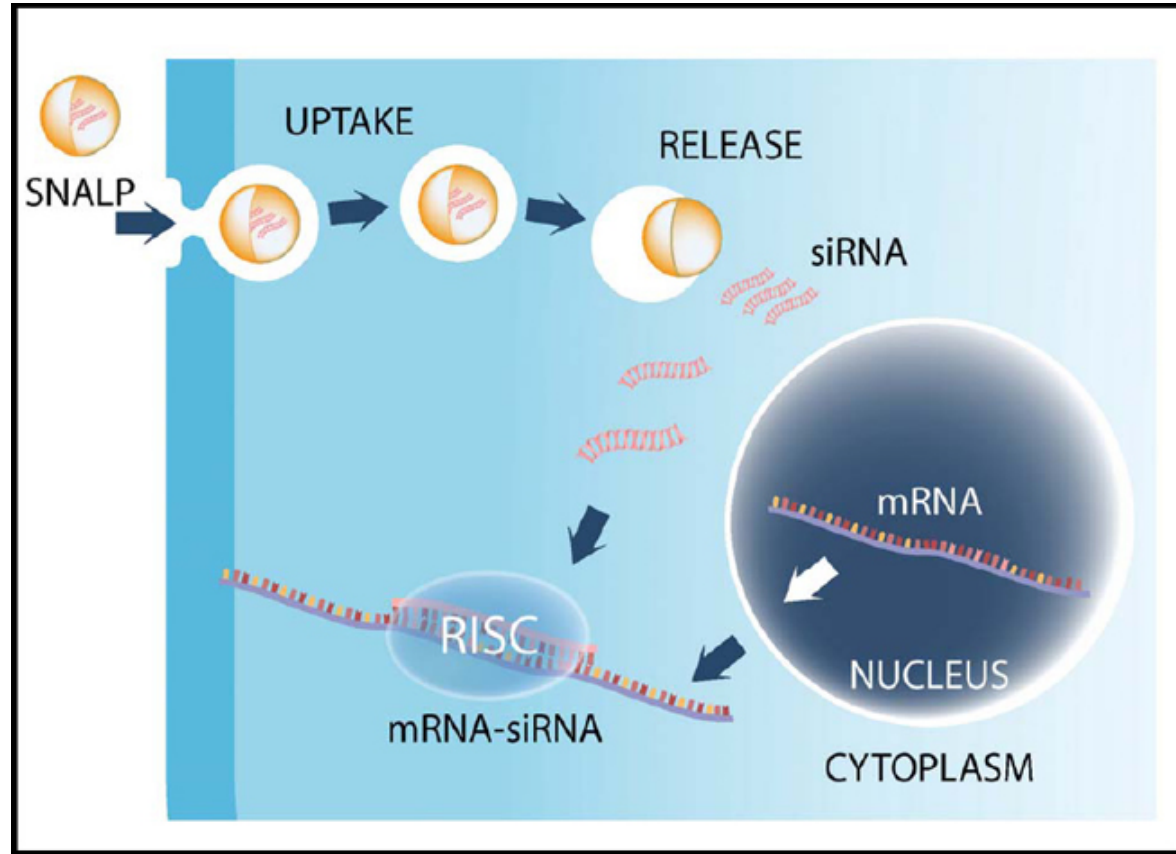 UPTAKE
RELEASE
SNALP
siRNA
mRNA
RISC
NUCLEUS
mRNA-siRNA
CYTOPLASM